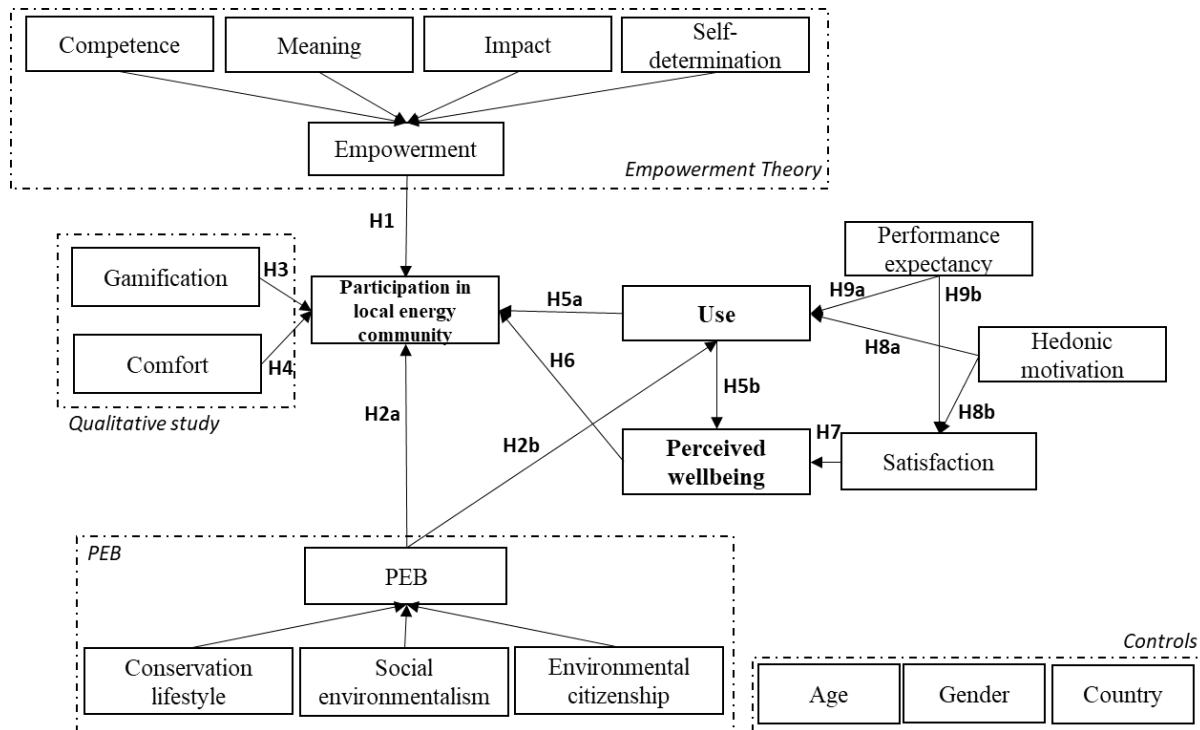 Competence
Meaning
Impact
Self-
determination
Empowerment
Empowerment Theory
H1
Gamification
H3
Comfort
H4
Qualitative study
Participation in
local energy
community
H5a
Use
H9a
Performance
expectancy
H9b
H8a
Hedonic
motivation
H6
H5b
H8b
H2a
H2b
Perceived
wellbeing
H7
Satisfaction
PEB
PEB
Conservation
lifestyle
Social
environmentalism
Environmental
citizenship
Controls
Age
Gender
Country